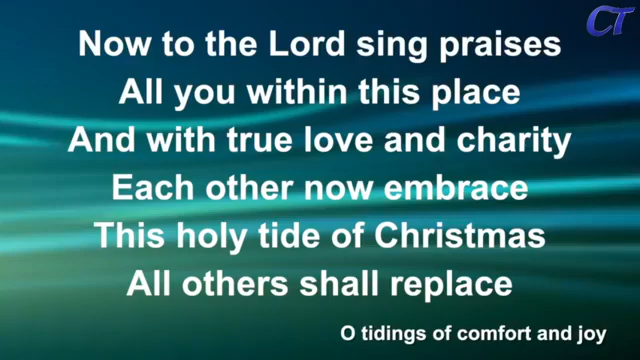 CT
Now to the Lord sing praises
All you within this place
And with true love and charity
Each other now embrace
This holy tide of Christmas
All others shall replace
O tidings of comfort and joy